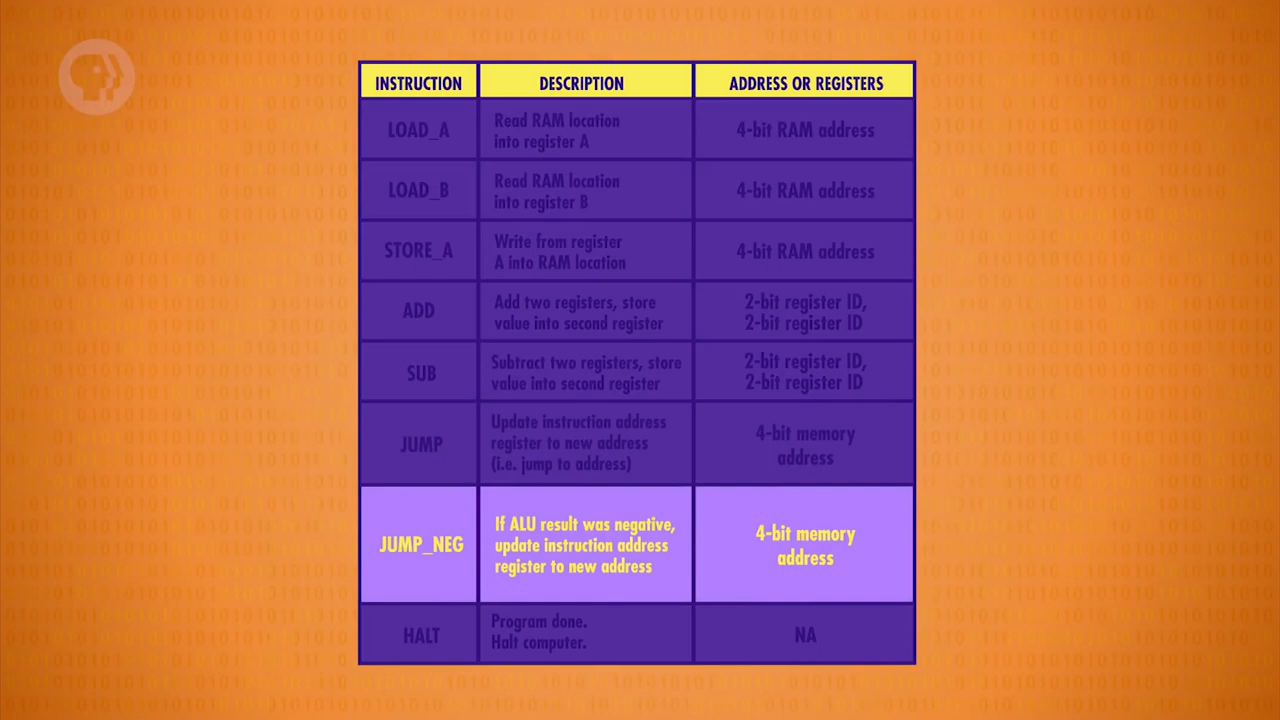 INSTRUCTION DESCRIPTION ADDRESS OR REGISTERS
LOAD_A
Read RAM location
into register A
4-bit RAM address
LOAD_B
Read RAM location
into register B
4-bit RAM address
STORE_A
Write from register
A into RAM location
4-bit RAM address
ADD
Add two registers, store
value into second register
2-bit register ID,
2-bit register ID
SUB
Subtract two registers, store
value into second register
2-bit register ID,
2-bit register ID
JUMP
Update instruction address
register to new address
(i.e. jump to address)
4-bit memory
address
JUMP_NEG
If ALU result was negative,
update instruction address
register to new address
4-bit memory
address
HALT
Program done.
Halt computer.
NA